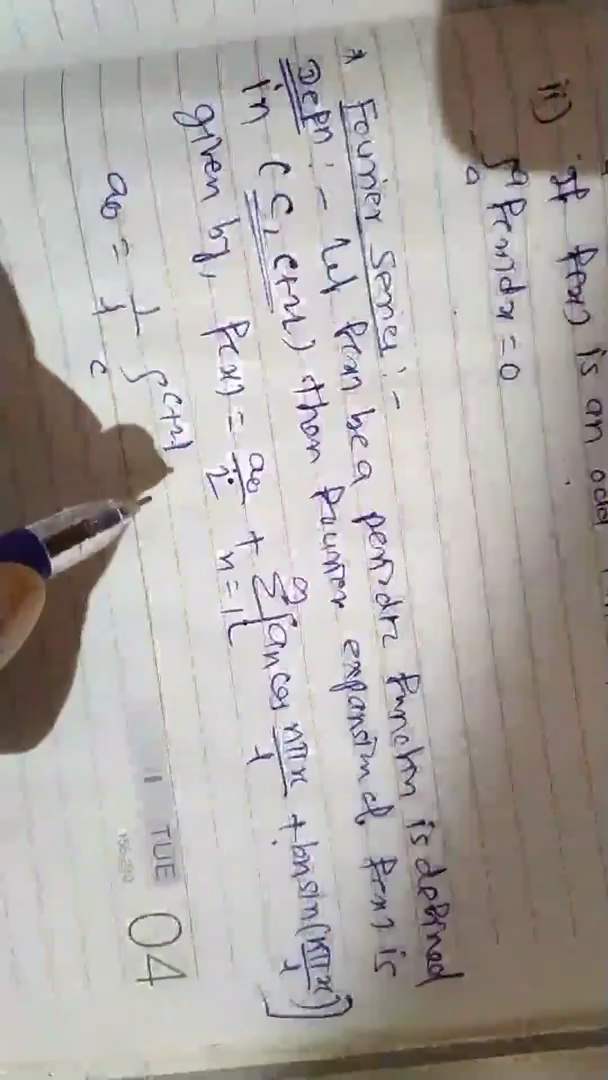 ii) if f(x) is an odd
∫ᵃ f(x)dx = 0
* Fourier Series :-
Defn :- Let f(x) be a periodic function is defined
in (c, c+2l) then Fourier expansion of f(x) is
given by, f(x) = a₀/2 + ∞ Σ n=1 [an cos nπx/l + bn sin(nπx/l)]
a₀ = 1/l ∫c^c+2l
TUE 04